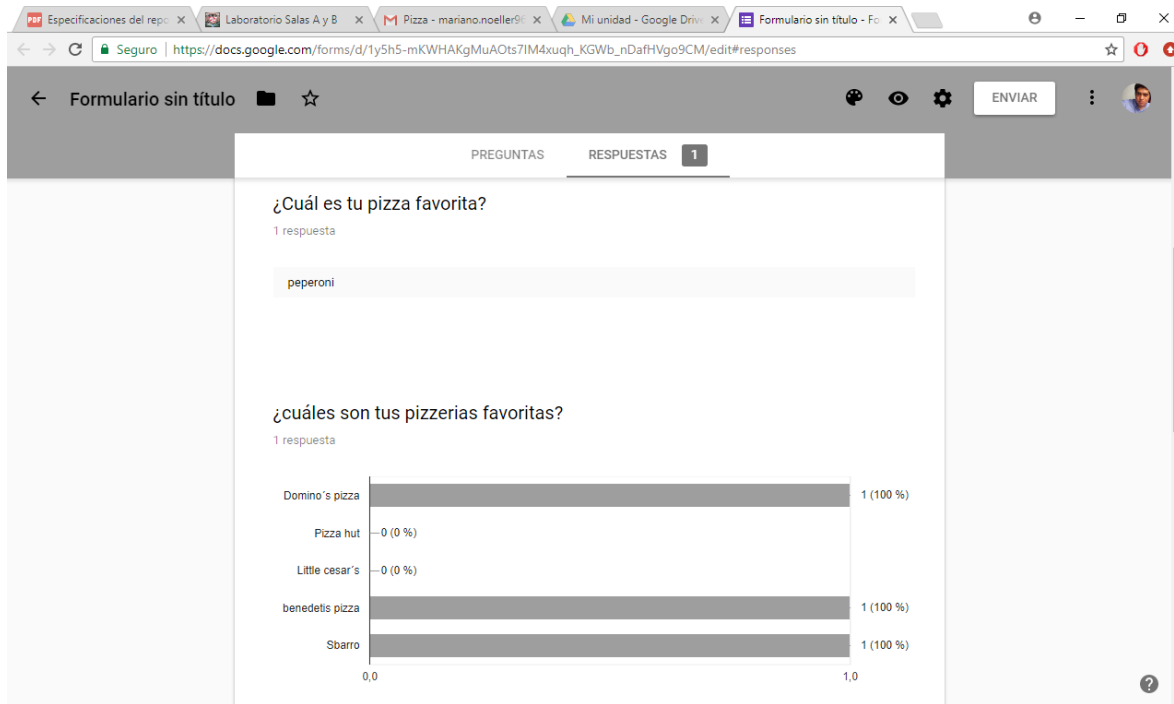 Especificaciones del repo
Laboratorio Salas A y B
Pizza - mariano.noeller96
Mi unidad - Google Drive
Formulario sin título - Fo
Seguro | https://docs.google.com/forms/d/1y5h5-mKWHAKgMuAOts7IM4xuqh_KGWb_nDafHVgo9CM/edit#responses
Formulario sin título
ENVIAR
PREGUNTAS
RESPUESTAS 1
¿Cuál es tu pizza favorita?
1 respuesta
peperoni
¿cuáles son tus pizzerias favoritas?
1 respuesta
Domino´s pizza 1 (100 %)
Pizza hut 0 (0 %)
Little cesar´s 0 (0 %)
benedetis pizza 1 (100 %)
Sbarro 1 (100 %)
0,0 1,0